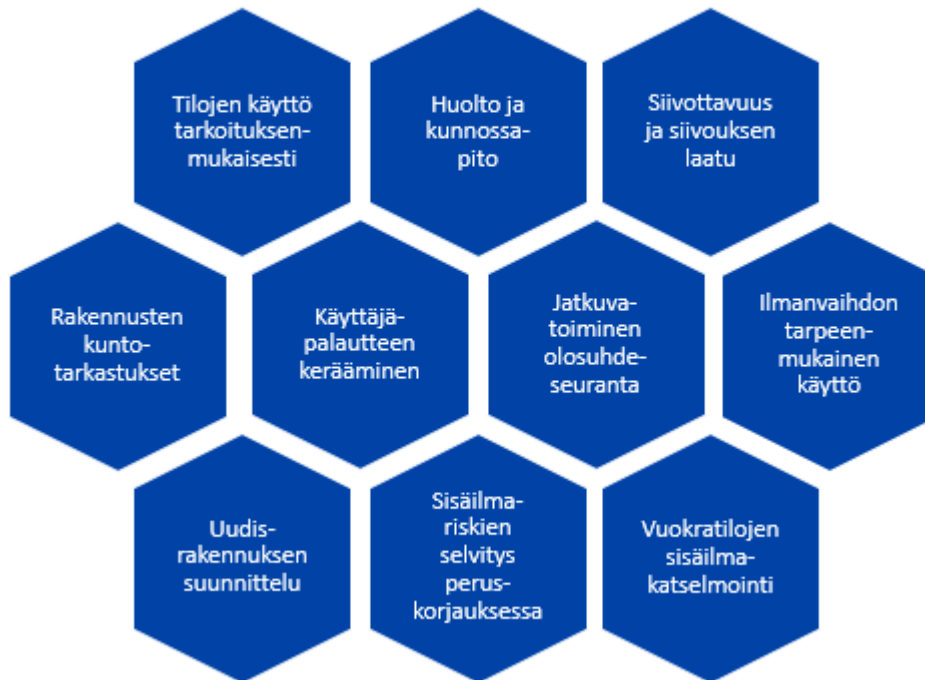 Tilojen käyttö
tarkoituksen-
mukaisesti
Huolto ja
kunnossa-
pito
Siivottavuus
ja siivouksen
laatu
Rakennusten
kunto-
tarkastukset
Käyttäjä-
palautteen
kerääminen
Jatkuva-
toiminen
olosuhde-
seuranta
Ilmanvaihdon
tarpeen-
mukainen
käyttö
Uudis-
rakennuksen
suunnittelu
Sisäilma-
riskien
selvitys
perus-
korjauksessa
Vuokratilojen
sisäilma-
katselmointi